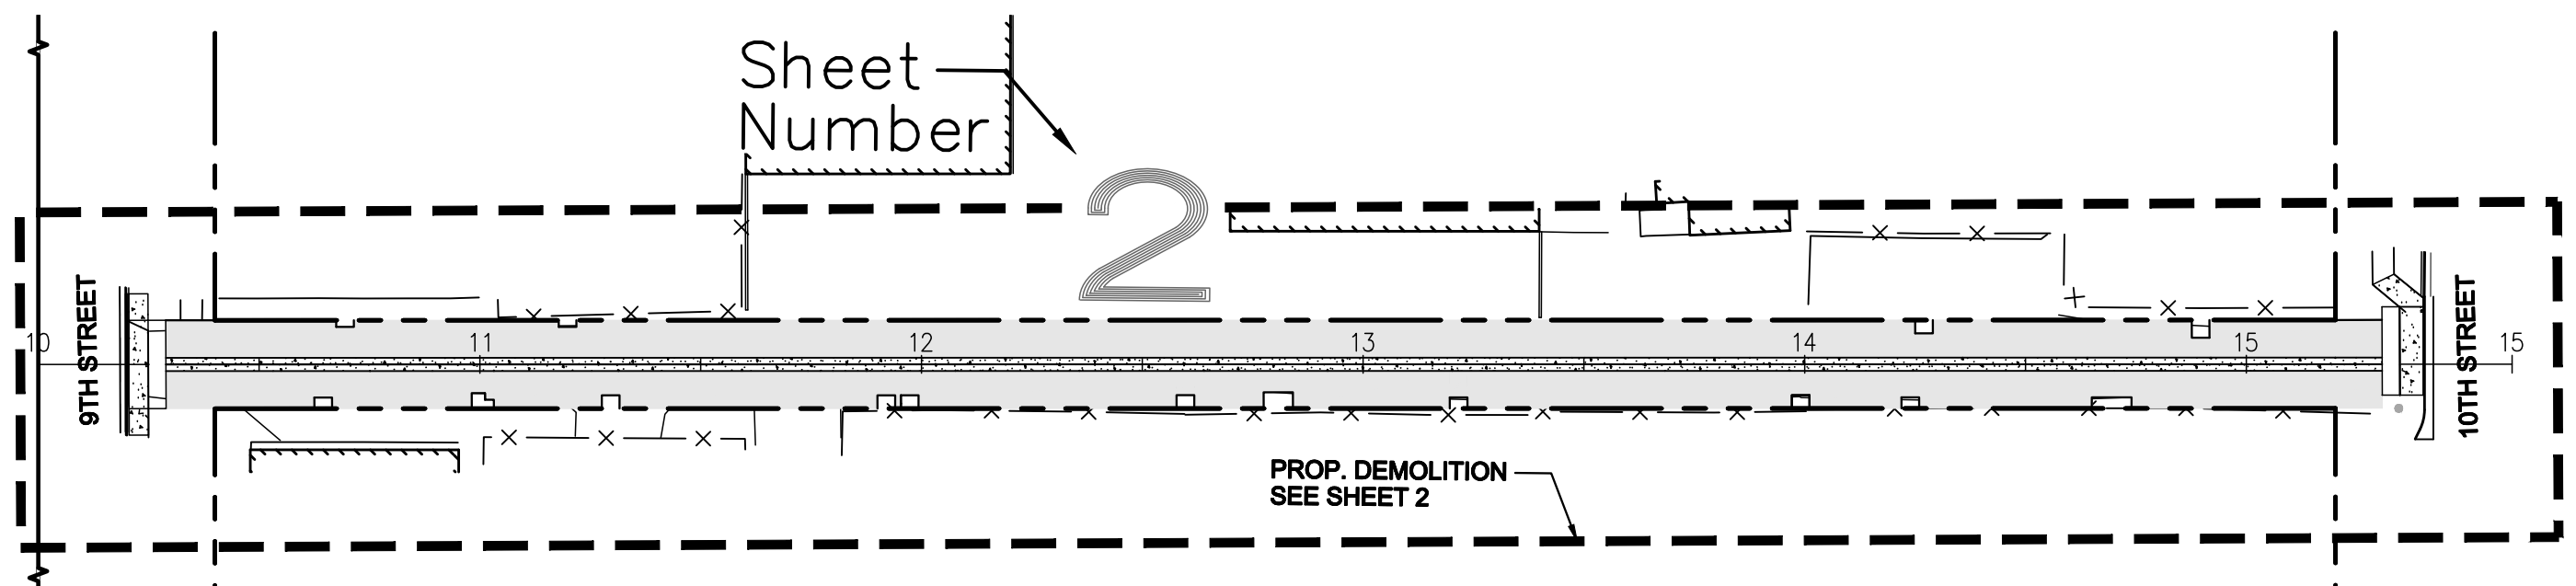 Sheet
Number
2
9TH STREET
10
11
12
13
14
15
10TH STREET
15
PROP. DEMOLITION
SEE SHEET 2